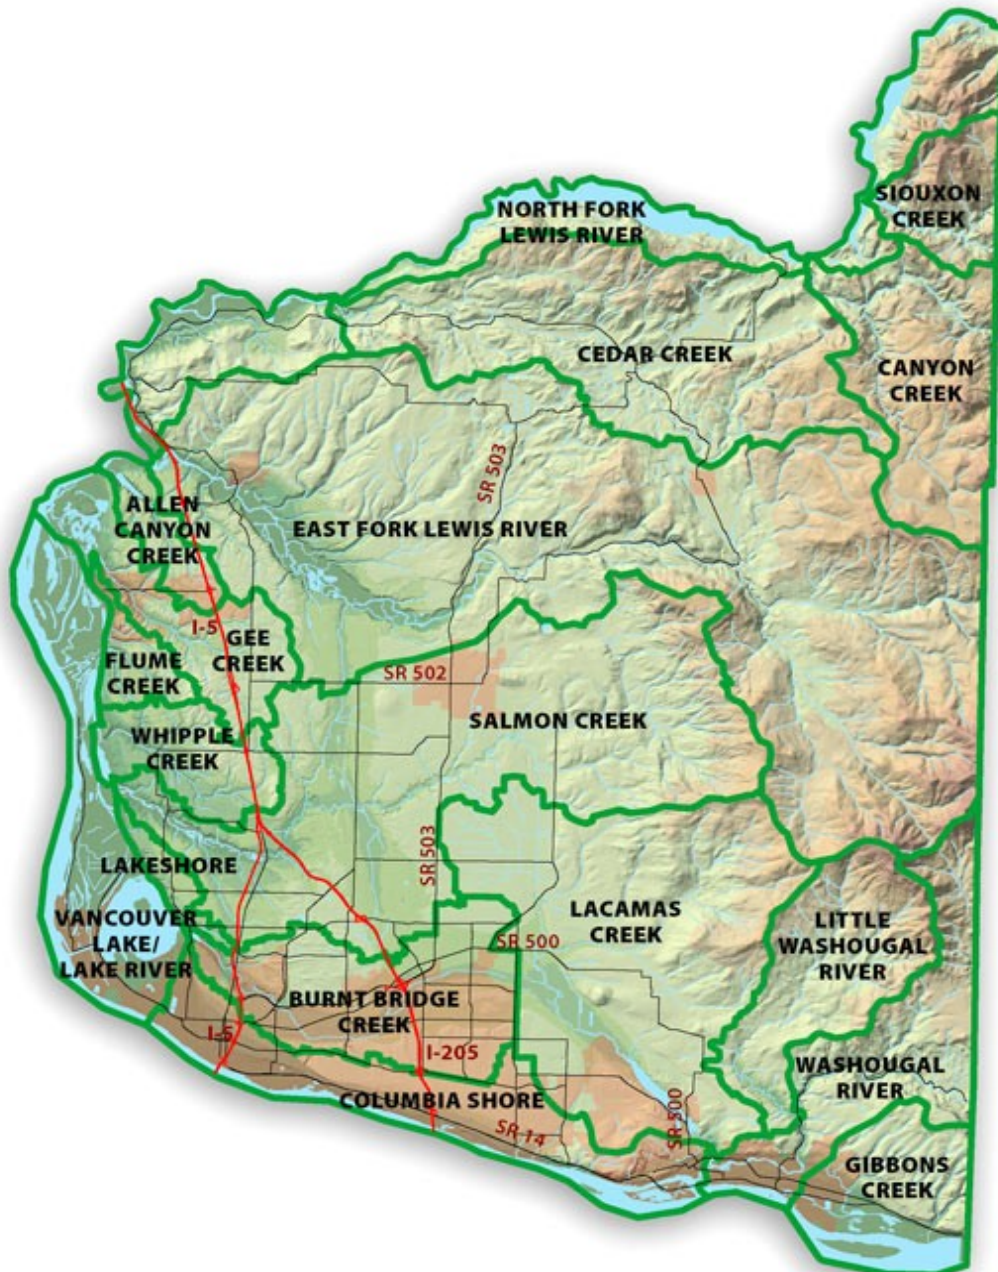 SIOUXON
CREEK
NORTH FORK
LEWIS RIVER
CEDAR CREEK
CANYON
CREEK
SR 503
ALLEN
CANYON
CREEK
EAST FORK LEWIS RIVER
I-5
GEE
CREEK
FLUME
CREEK
SR 502
SALMON CREEK
WHIPPLE
CREEK
SR 503
LAKESHORE
VANCOUVER
LAKE/
LAKE RIVER
LACAMAS
CREEK
SR 500
LITTLE
WASHOUGAL
RIVER
BURNT BRIDGE
CREEK
I-5
I-205
COLUMBIA SHORE
SR 14
SR 500
WASHOUGAL
RIVER
GIBBONS
CREEK